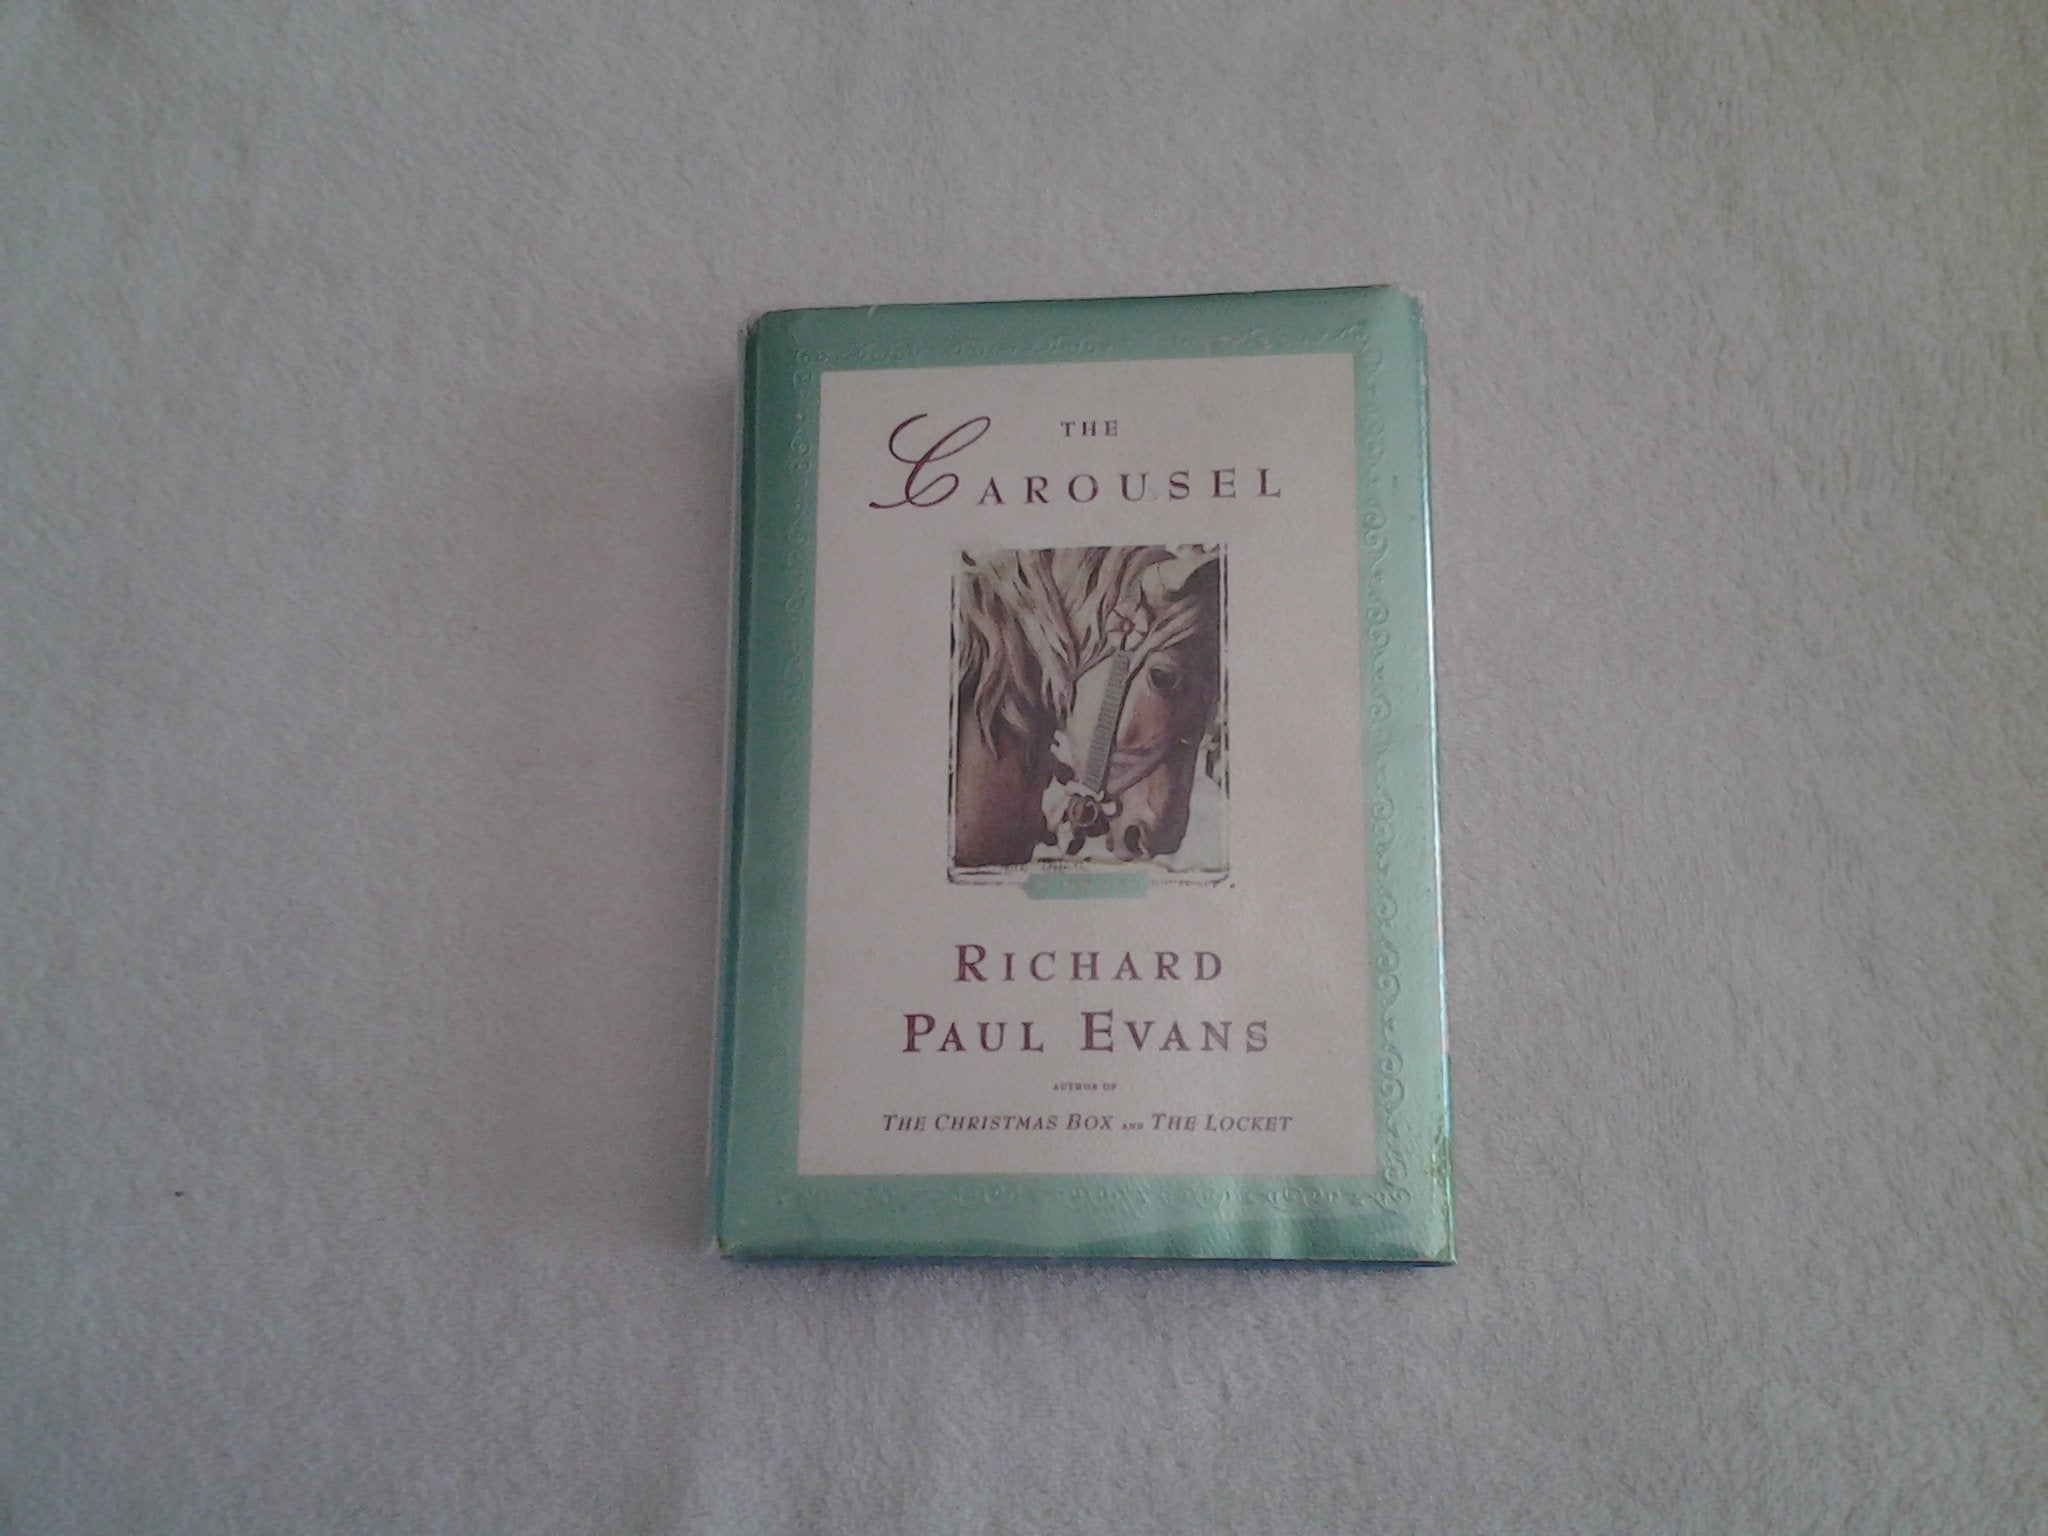 THE
CAROUSEL
RICHARD
PAUL EVANS
AUTHOR OF
THE CHRISTMAS BOX AND THE LOCKET